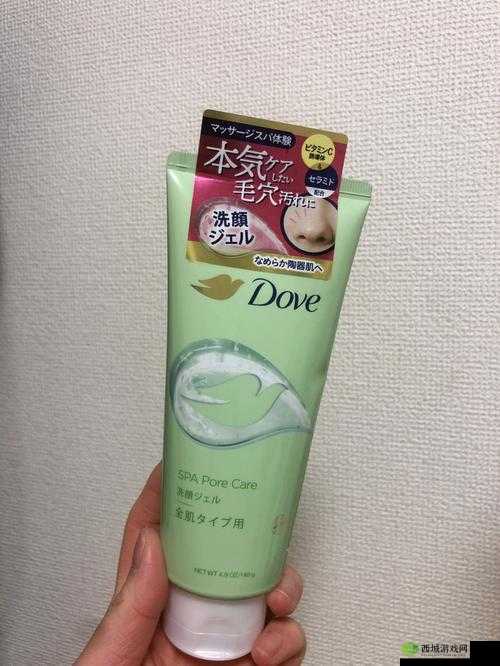 マッサージスパ体験
本気ケア
したい
毛穴汚れに
ビタミンC
誘導体
&
セラミド
配合
洗顔
ジェル
なめらか陶器肌へ
Dove
SPA Pore Care
洗顔ジェル
全肌タイプ用
西城游戏网